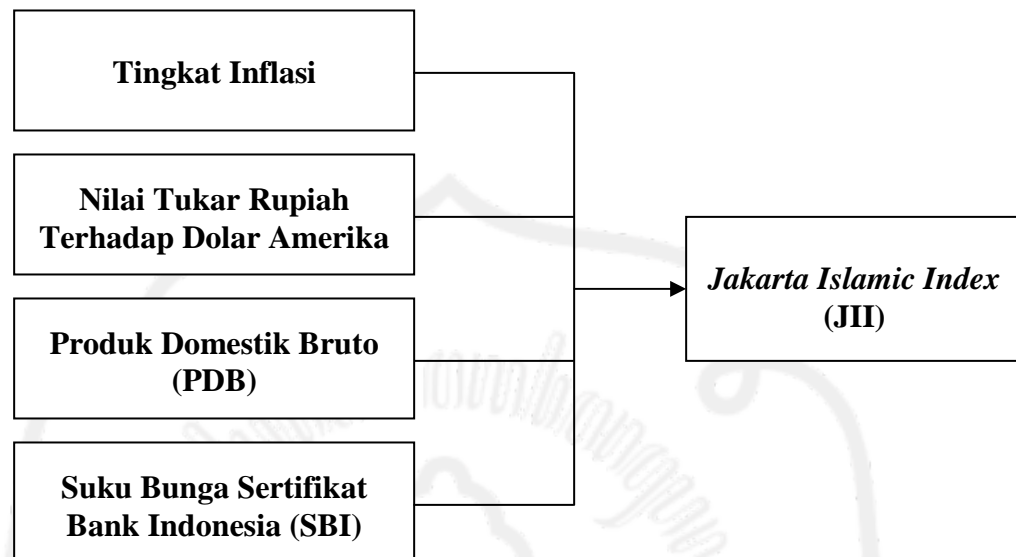 Tingkat Inflasi
Nilai Tukar Rupiah
Terhadap Dolar Amerika
Produk Domestik Bruto
(PDB)
Suku Bunga Sertifikat
Bank Indonesia (SBI)
Jakarta Islamic Index
(JII)